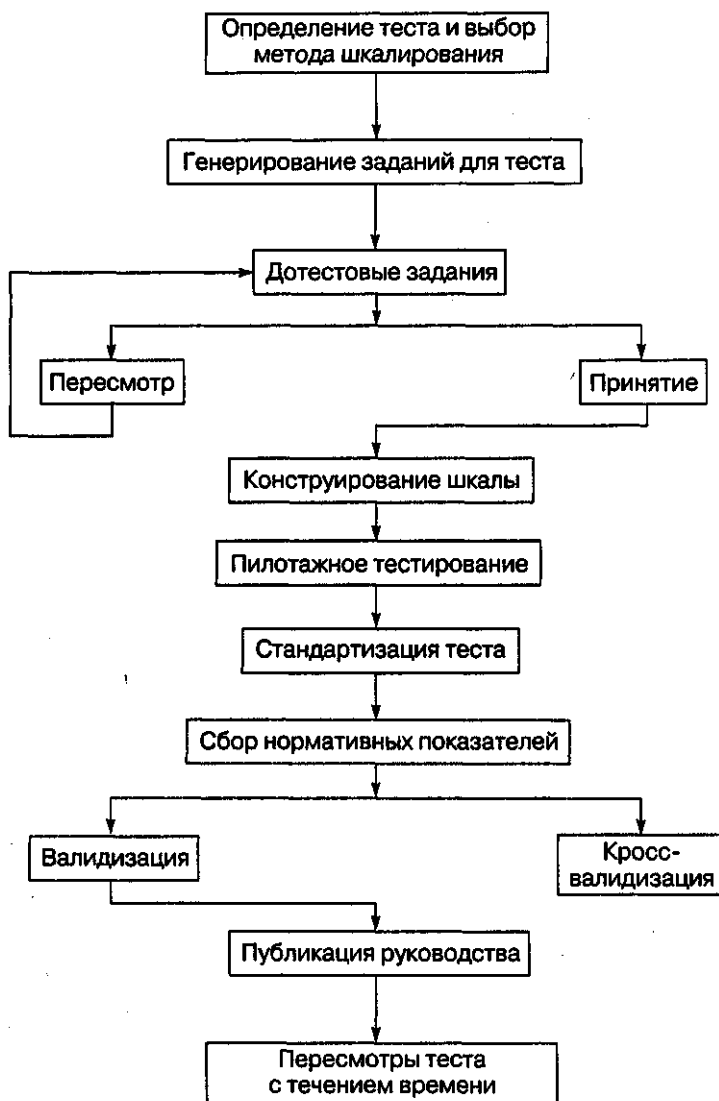 Определение теста и выбор
метода шкалирования
Генерирование заданий для теста
Дотестовые задания
Пересмотр
Принятие
Конструирование шкалы
Пилотажное тестирование
Стандартизация теста
Сбор нормативных показателей
Валидизация
Кросс-
валидизация
Публикация руководства
Пересмотры теста
с течением времени